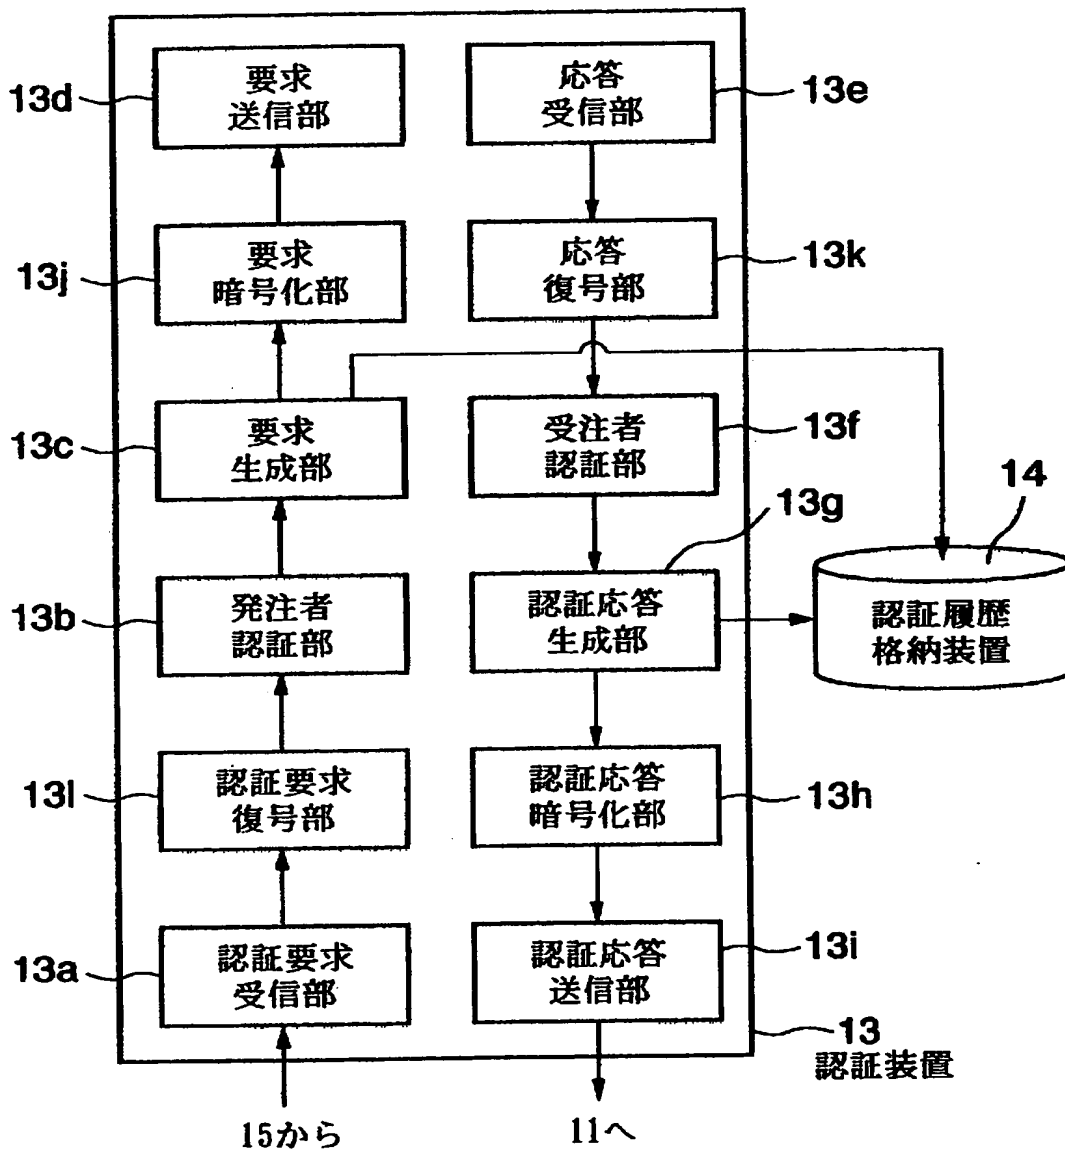 13d
要求
送信部
応答
受信部
13e
13j
要求
暗号化部
応答
復号部
13k
13c
要求
生成部
受注者
認証部
13f
13g
14
13b
発注者
認証部
認証応答
生成部
認証履歴
格納装置
13l
認証要求
復号部
認証応答
暗号化部
13h
13a
認証要求
受信部
認証応答
送信部
13i
13
認証装置
15から
11へ